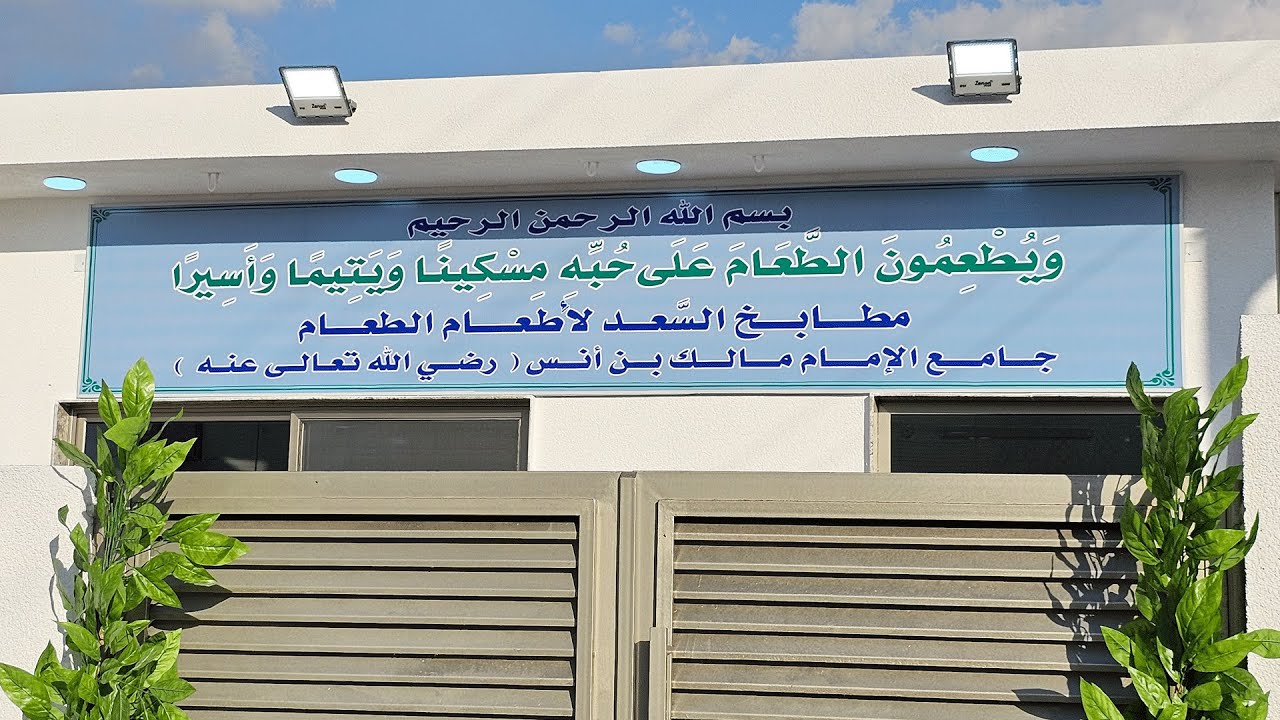 بسم الله الرحمن الرحيم
وَيُطْعِمُونَ الطَّعَامَ عَلَى حُبِّهِ مسْكِينًا وَيَتِيمًا وَأَسِيرًا
مطابخ السَّعد لأَطعام الطعام
جامع الإمام مالك بن أنس ( رضي الله تعالى عنه )